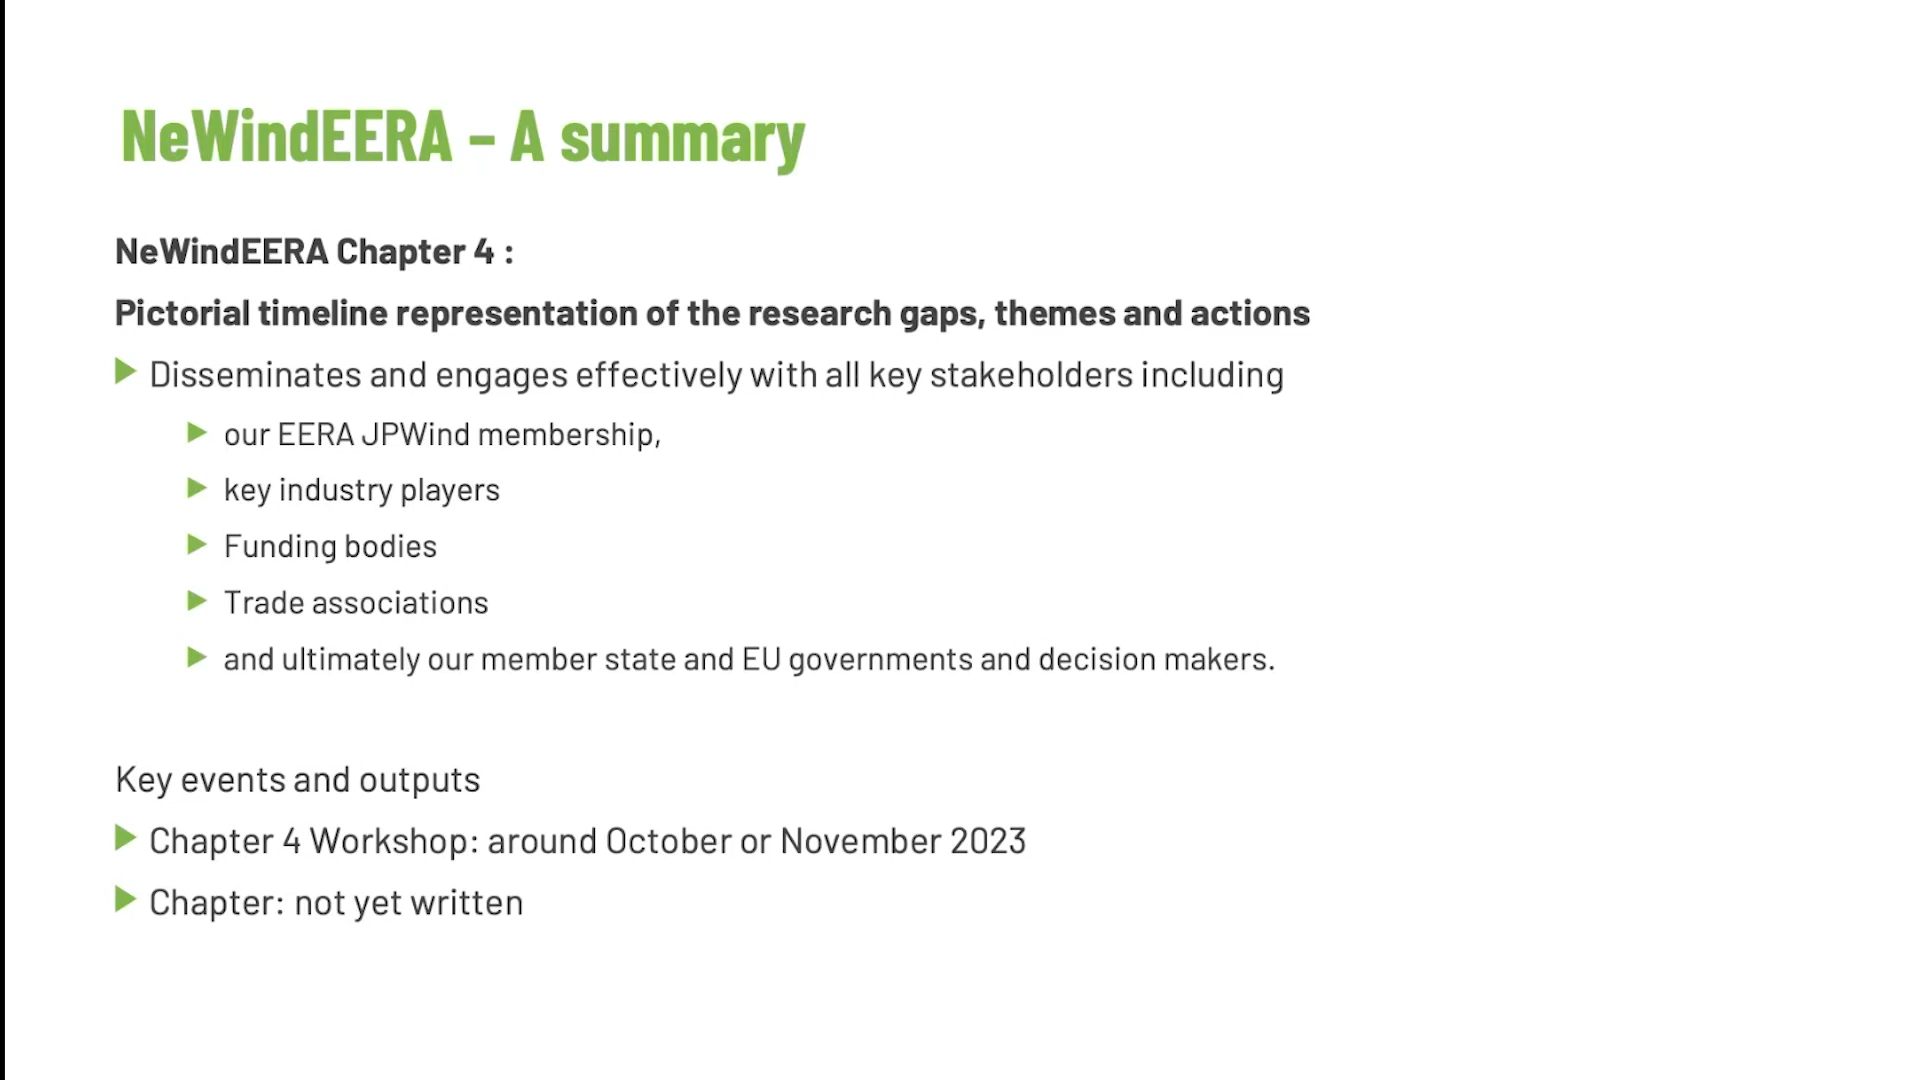 NeWindEERA – A summary
NeWindEERA Chapter 4 :
Pictorial timeline representation of the research gaps, themes and actions
Disseminates and engages effectively with all key stakeholders including
our EERA JPWind membership,
key industry players
Funding bodies
Trade associations
and ultimately our member state and EU governments and decision makers.
Key events and outputs
Chapter 4 Workshop: around October or November 2023
Chapter: not yet written